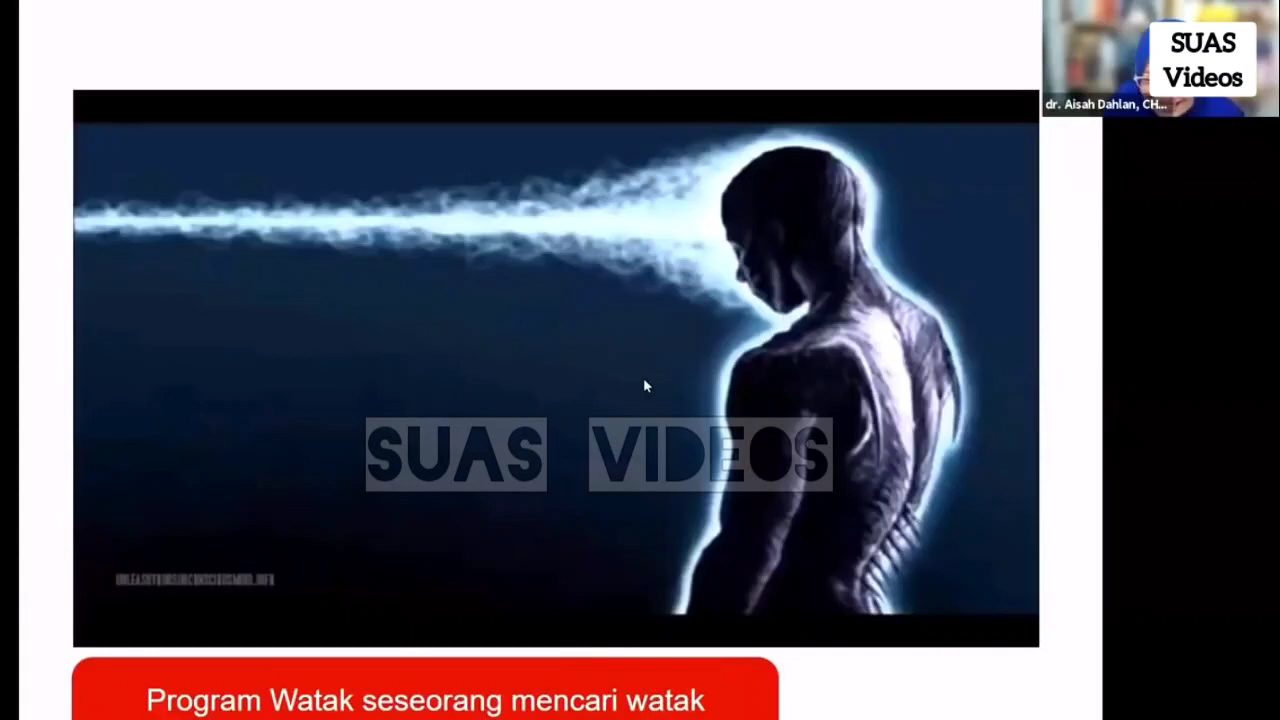 SUAS
Videos
dr. Aisah Dahlan, CH...
SUAS VIDEOS
Program Watak seseorang mencari watak